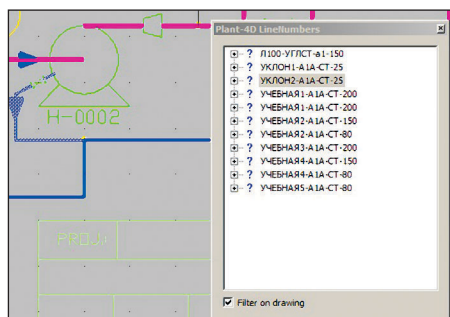 Plant-4D LineNumbers
Л100-УГЛСТ-а1-150
УКЛОН1-А1А-СТ-25
УКЛОН2-А1А-СТ-25
УЧЕБНАЯ1-А1А-СТ-200
УЧЕБНАЯ1-А1А-СТ-200
УЧЕБНАЯ2-А1А-СТ-150
УЧЕБНАЯ2-А1А-СТ-80
УЧЕБНАЯ3-А1А-СТ-200
УЧЕБНАЯ4-А1А-СТ-150
УЧЕБНАЯ4-А1А-СТ-80
УЧЕБНАЯ5-А1А-СТ-80
Filter on drawing
H-0002